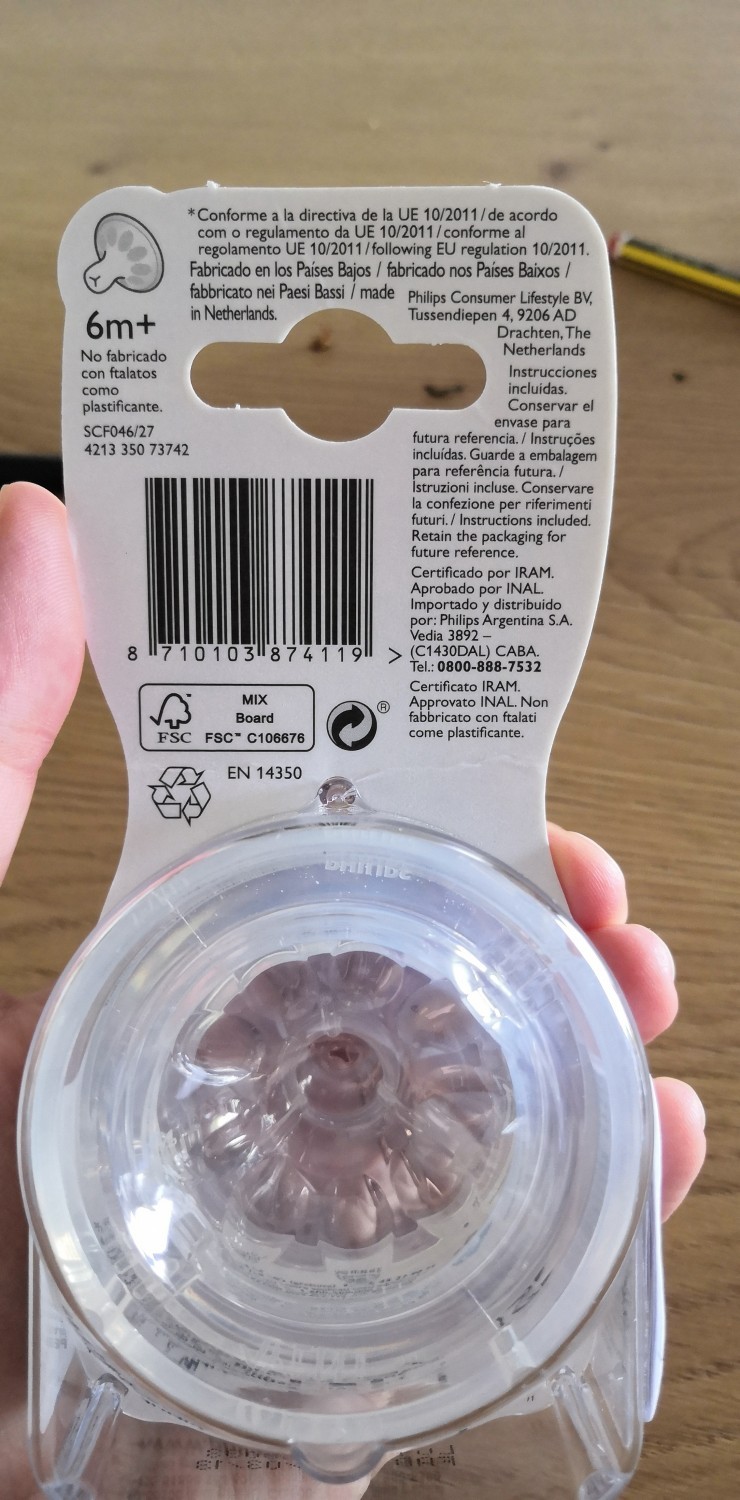 *Conforme a la directiva de la UE 10/2011/de acordo
com o regulamento da UE 10/2011/conforme al
regolamento UE 10/2011/following EU regulation 10/2011.
Fabricado en los Países Bajos / fabricado nos Países Baixos /
fabbricato nei Paesi Bassi / made
in Netherlands.
Philips Consumer Lifestyle BV,
Tussendiepen 4, 9206 AD
Drachten, The
Netherlands
6m+
No fabricado
con ftalatos
como
plastificante.
SCF046/27
4213 350 73742
Instrucciones
incluidas.
Conservar el
envase para
futura referencia. / Instruções
incluídas. Guarde a embalagem
para referência futura. /
Istruzioni incluse. Conservare
la confezione per riferimenti
futuri. / Instructions included.
Retain the packaging for
future reference.
Certificado por IRAM.
Aprobado por INAL.
Importado y distribuido
por: Philips Argentina S.A.
Vedia 3892 –
(C1430DAL) CABA.
Tel.: 0800-888-7532
Certificato IRAM.
Approvato INAL. Non
fabbricato con ftalati
come plastificante.
8 710103 874119 >
FSC
MIX
Board
FSC™ C106676
®
EN 14350
PHILIPS